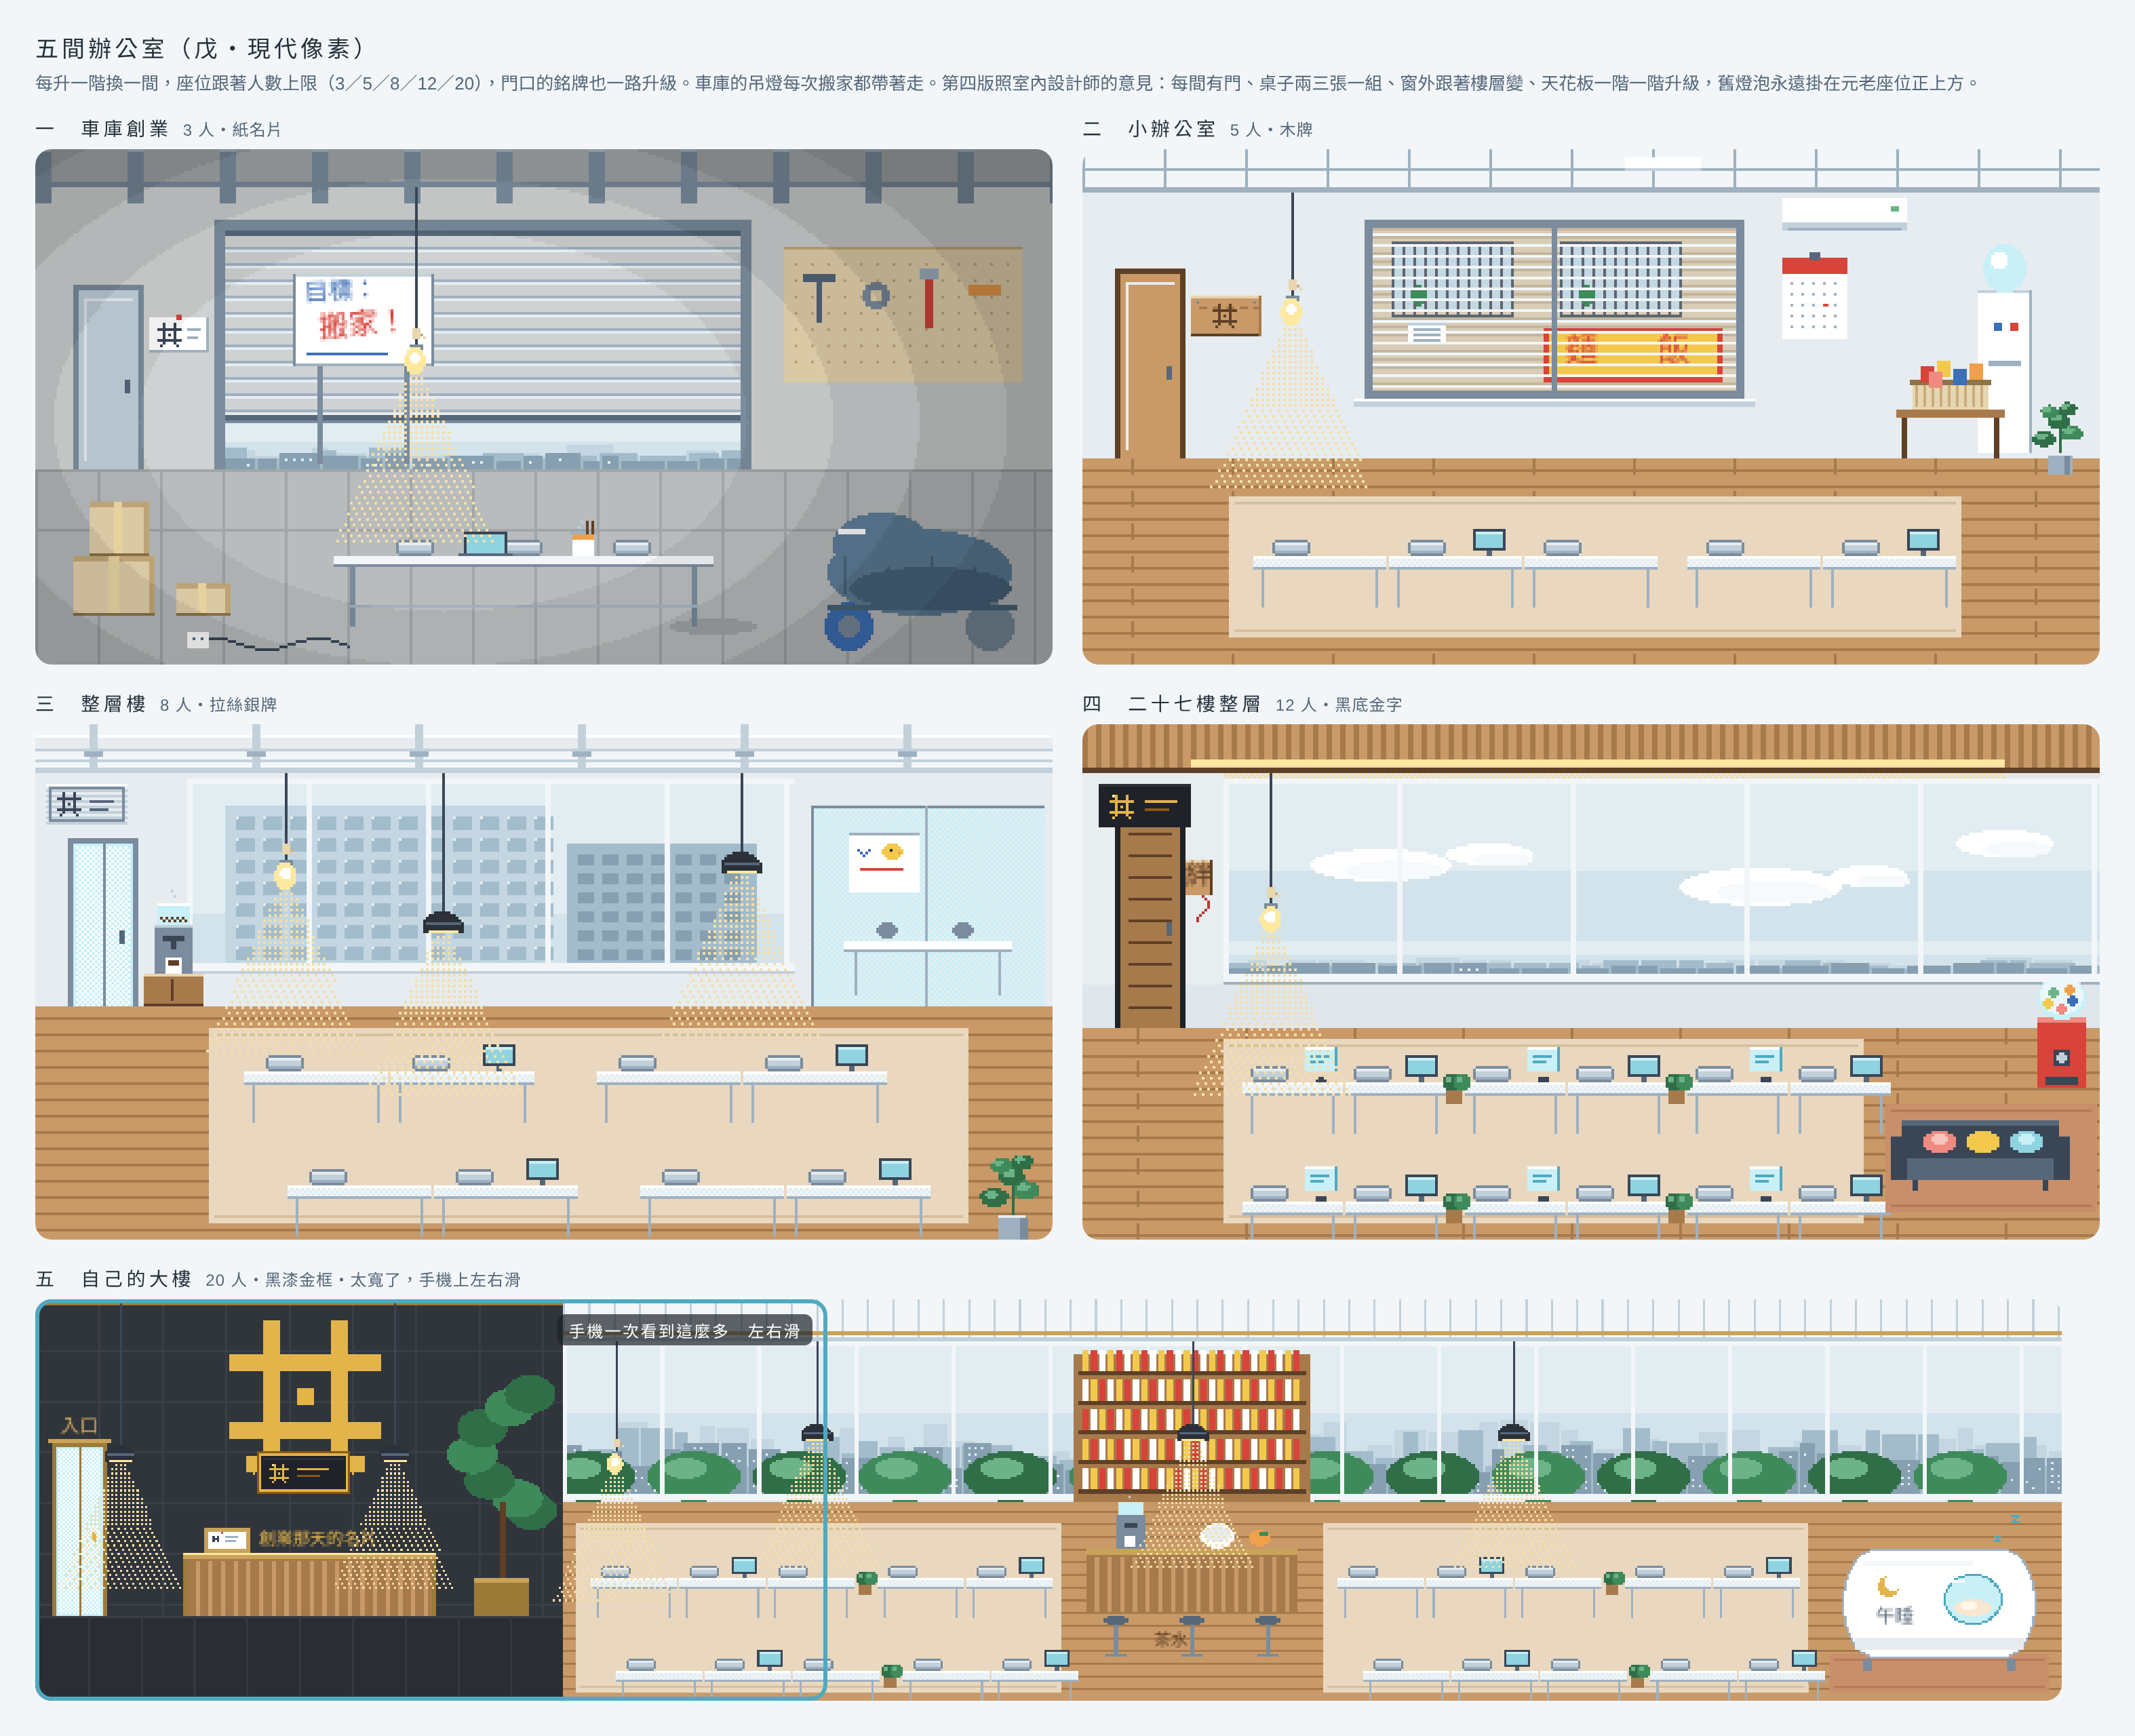 五間辦公室（戊・現代像素）
每升一階換一間，座位跟著人數上限（3／5／8／12／20），門口的銘牌也一路升級。車庫的吊燈每次搬家都帶著走。第四版照室內設計師的意見：每間有門、桌子兩三張一組、窗外跟著樓層變、天花板一階一階升級，舊燈泡永遠掛在元老座位正上方。
一 車庫創業 3 人・紙名片
目標：
搬家！
井
二 小辦公室 5 人・木牌
井
麵 飯
三 整層樓 8 人・拉絲銀牌
井
四 二十七樓整層 12 人・黑底金字
井
五 自己的大樓 20 人・黑漆金框・太寬了，手機上左右滑
手機一次看到這麼多 左右滑
入口
井
創業那天的名片
茶水
午睡
z
z